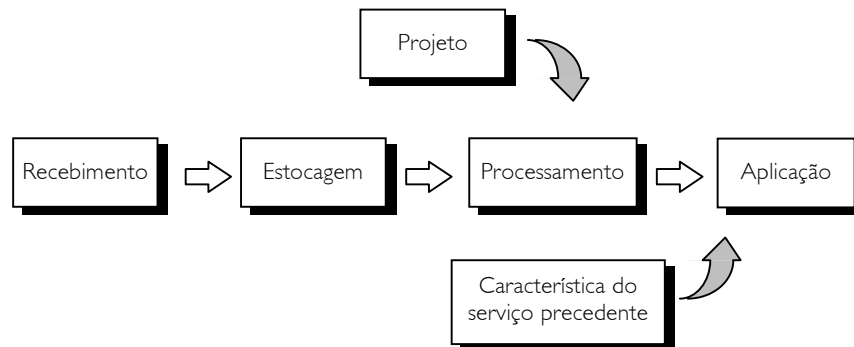 Projeto
Recebimento
Estocagem
Processamento
Aplicação
Característica do
serviço precedente